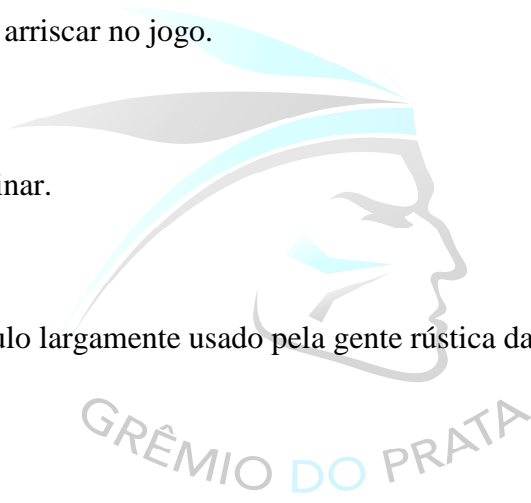 arriscar no jogo.
inar.
ulo largamente usado pela gente rústica da
GRÊMIO DO PRATA